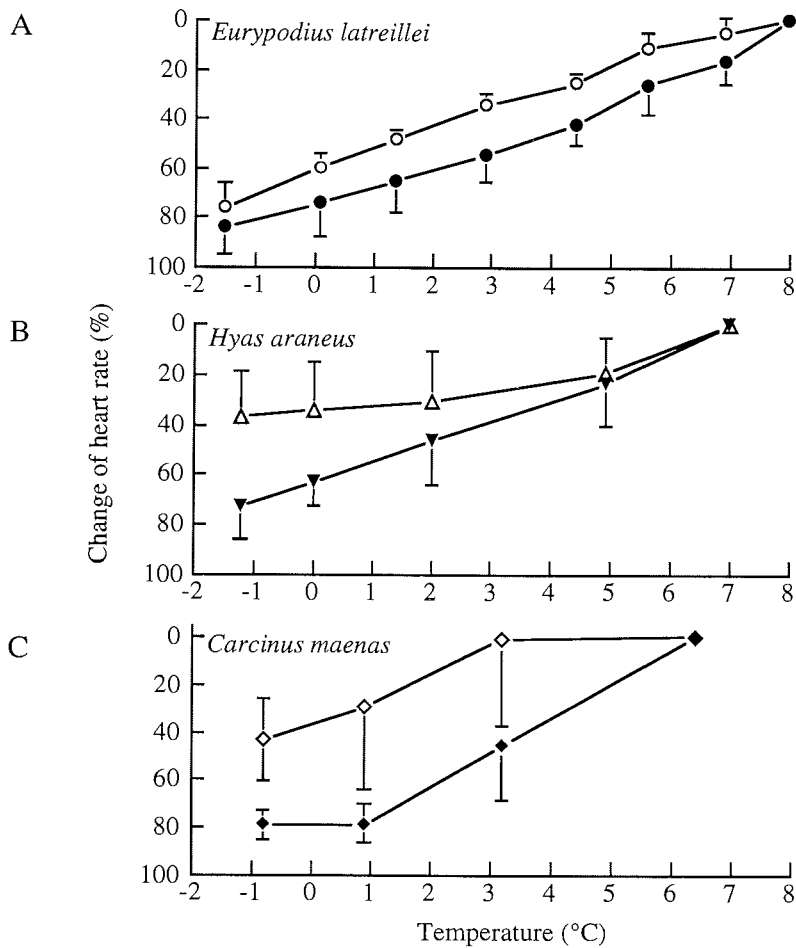 A
Eurypodius latreillei
0
20
40
60
80
100
-2 -1 0 1 2 3 4 5 6 7 8
B
Hyas araneus
0
20
40
60
80
100
-2 -1 0 1 2 3 4 5 6 7 8
Change of heart rate (%)
C
Carcinus maenas
0
20
40
60
80
100
-2 -1 0 1 2 3 4 5 6 7 8
Temperature (°C)